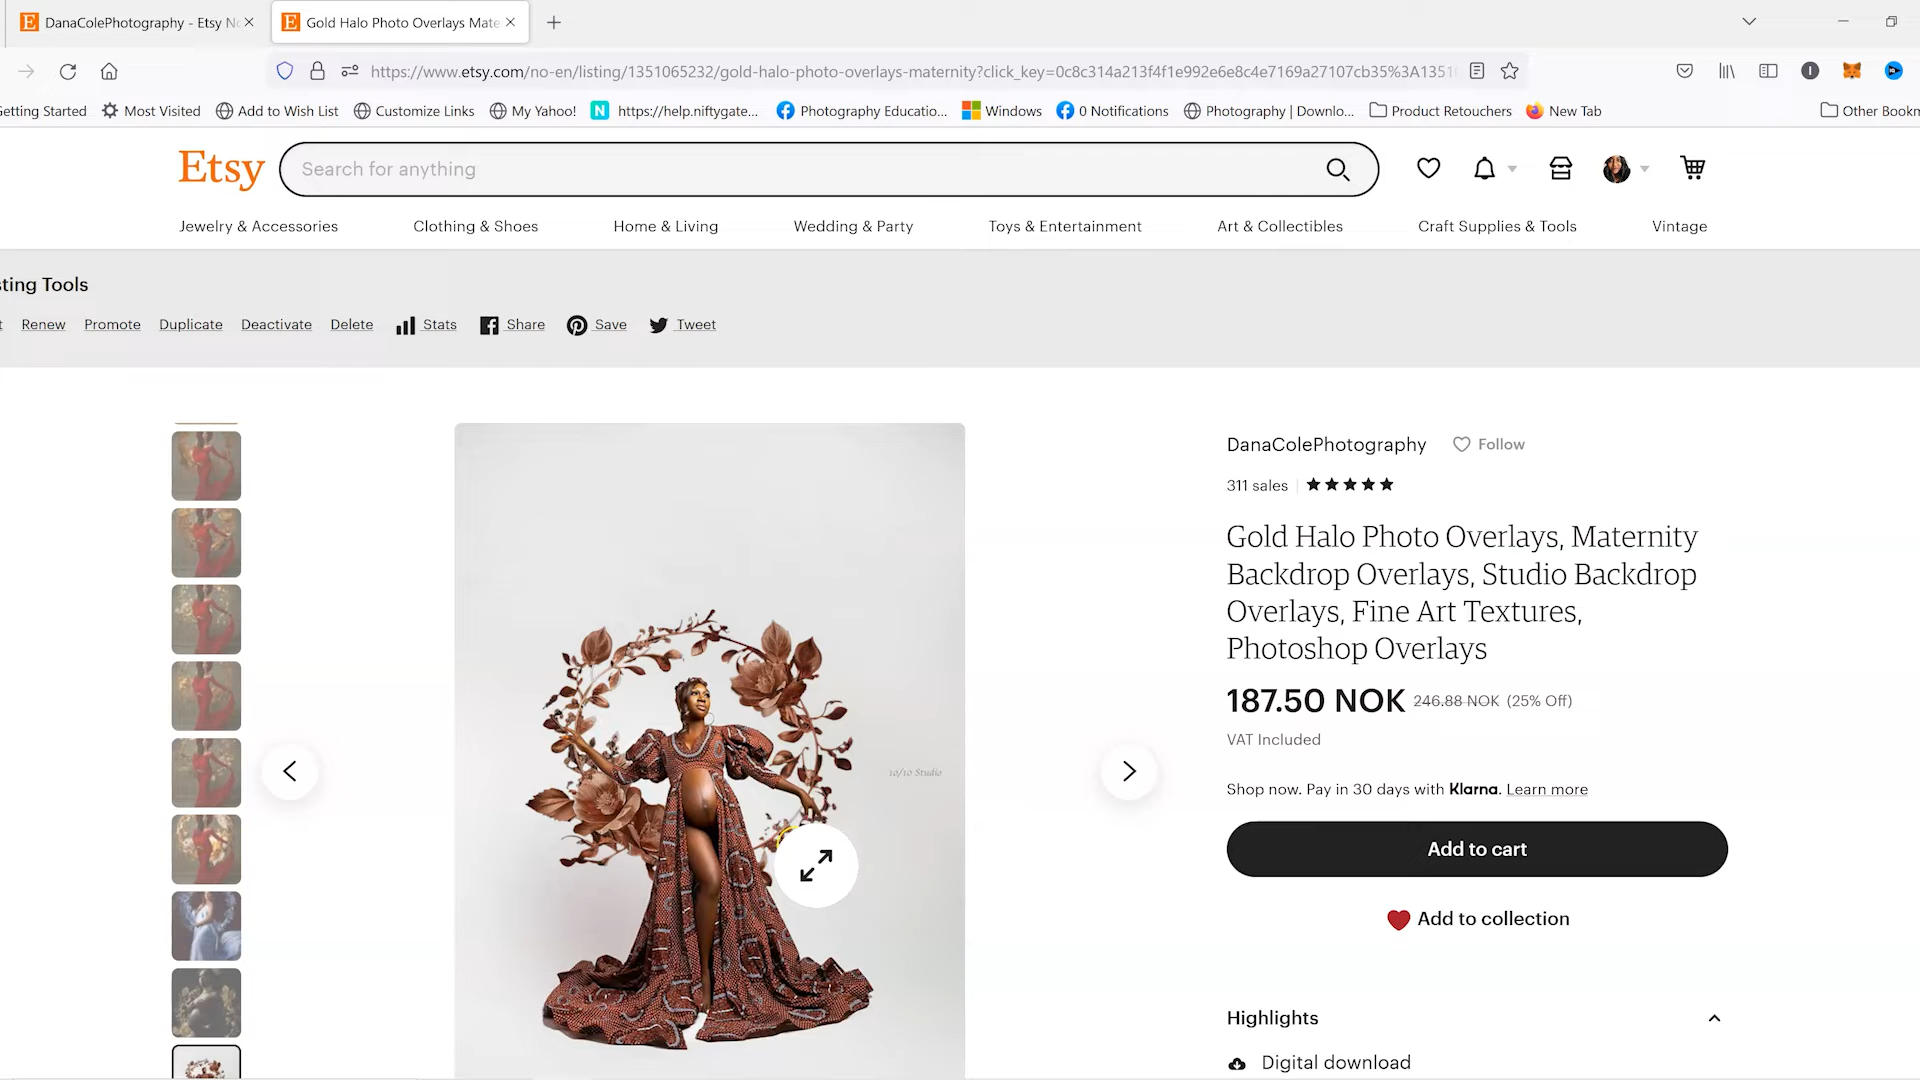 DanaColePhotography - Etsy No
Gold Halo Photo Overlays Mate
https://www.etsy.com/no-en/listing/1351065232/gold-halo-photo-overlays-maternity?click_key=0c8c314a213f4f1e992e6e8c4e7169a27107cb35%3A1351
Getting Started
Most Visited
Add to Wish List
Customize Links
My Yahoo!
https://help.niftygate...
Photography Educatio...
Windows
0 Notifications
Photography | Downlo...
Product Retouchers
New Tab
Other Bookm
Etsy
Search for anything
Jewelry & Accessories
Clothing & Shoes
Home & Living
Wedding & Party
Toys & Entertainment
Art & Collectibles
Craft Supplies & Tools
Vintage
sting Tools
t
Renew
Promote
Duplicate
Deactivate
Delete
Stats
Share
Save
Tweet
DanaColePhotography
Follow
311 sales
Gold Halo Photo Overlays, Maternity
Backdrop Overlays, Studio Backdrop
Overlays, Fine Art Textures,
Photoshop Overlays
187.50 NOK 246.88 NOK (25% Off)
VAT Included
10/10 Studio
Shop now. Pay in 30 days with Klarna. Learn more
Add to cart
Add to collection
Highlights
Digital download